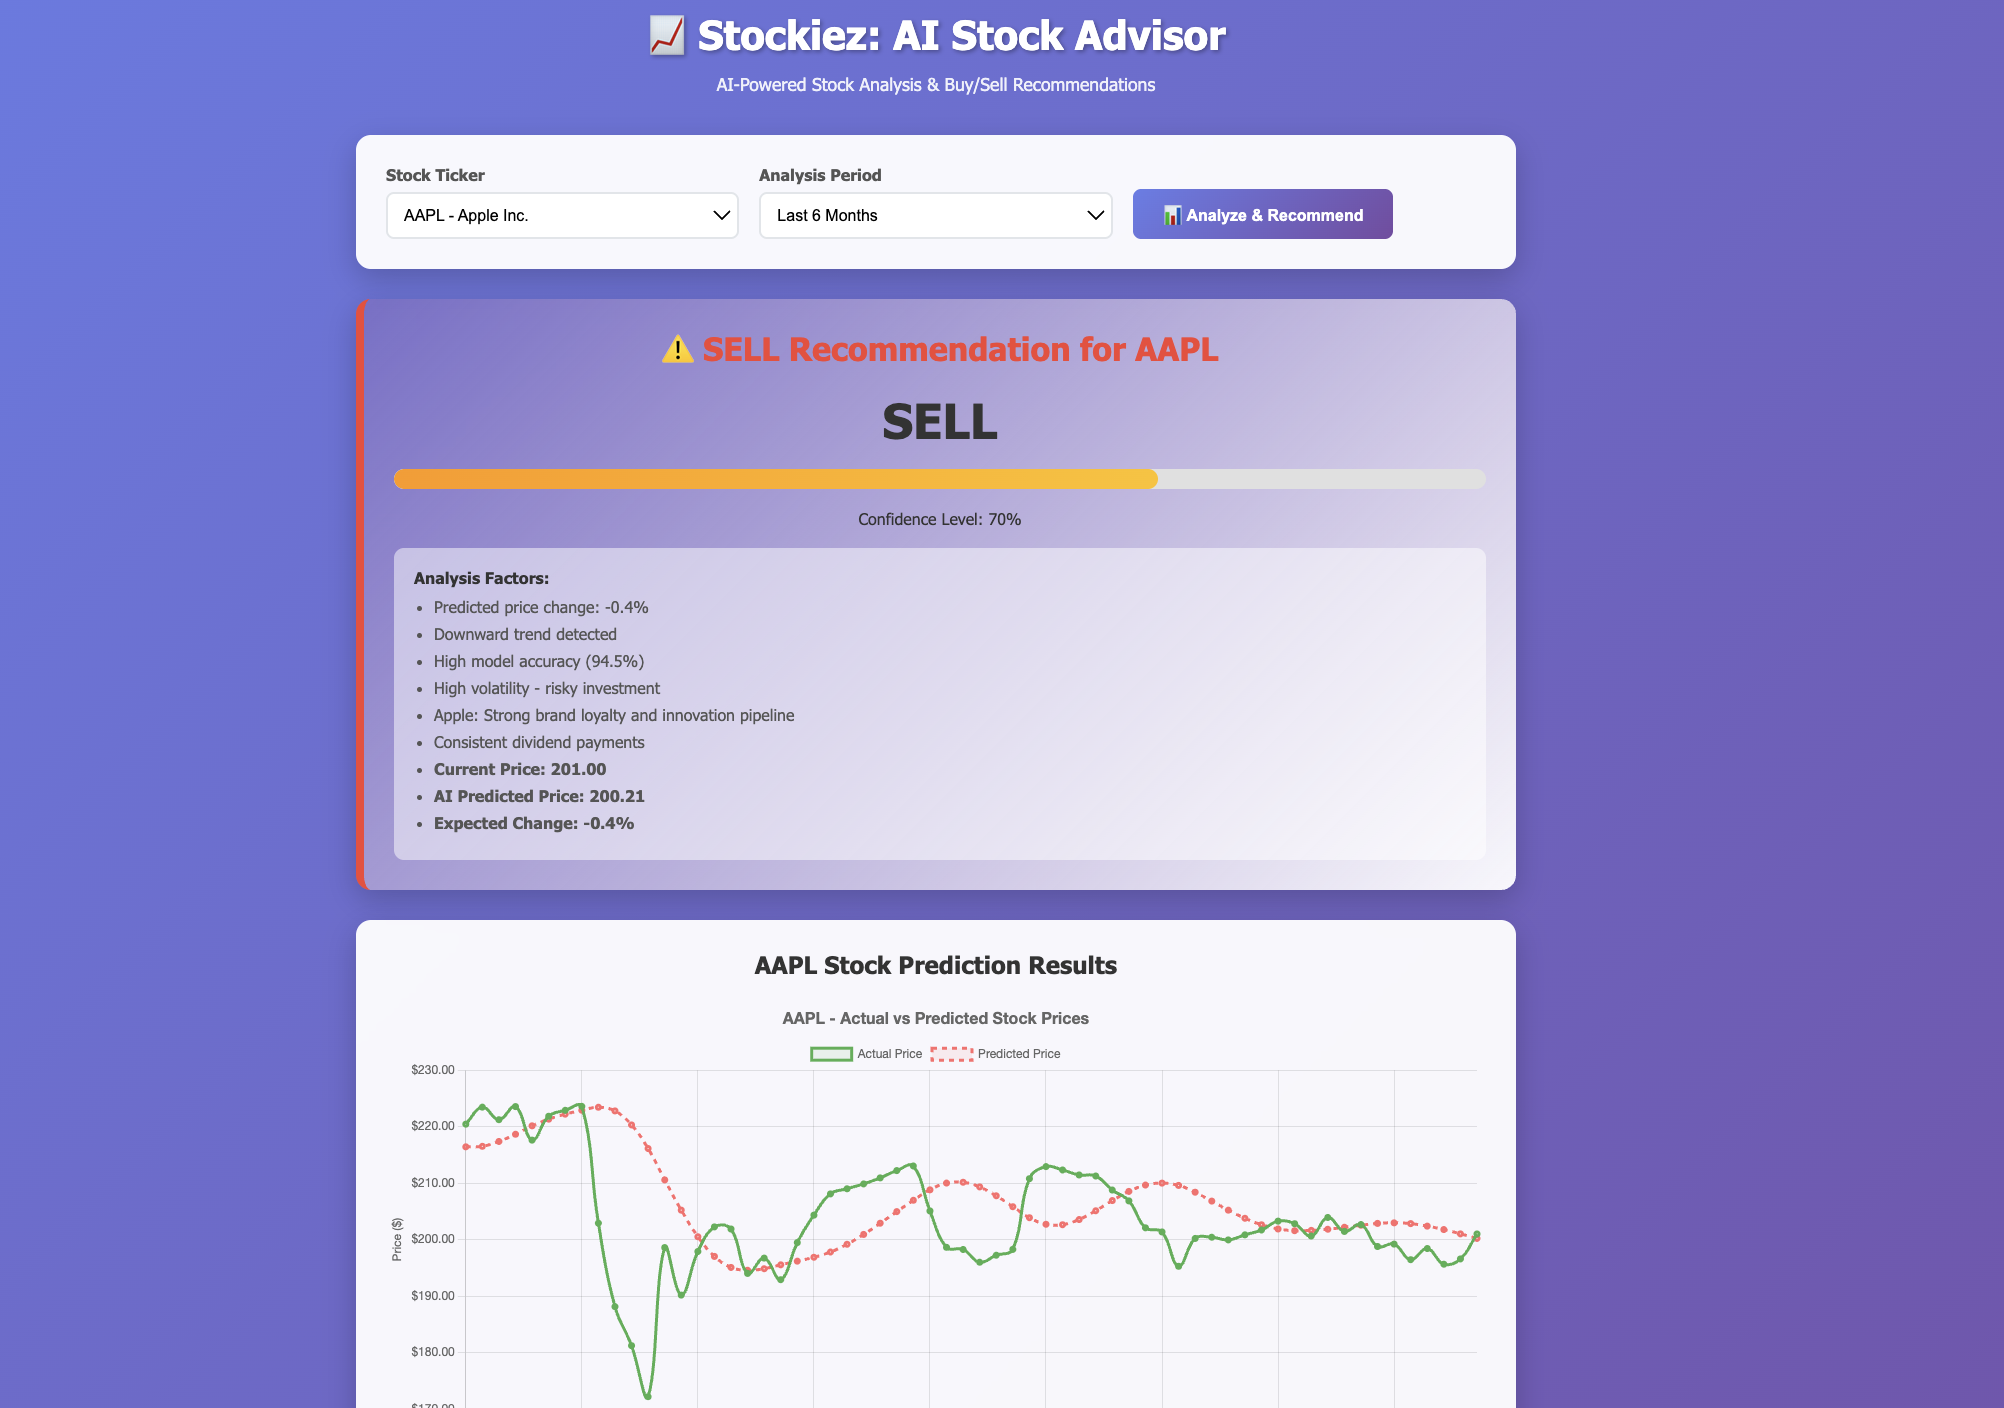 📈 Stockiez: AI Stock Advisor
AI-Powered Stock Analysis & Buy/Sell Recommendations
Stock Ticker
AAPL - Apple Inc.
Analysis Period
Last 6 Months
📊 Analyze & Recommend
⚠️ SELL Recommendation for AAPL
SELL
Confidence Level: 70%
Analysis Factors:
• Predicted price change: -0.4%
• Downward trend detected
• High model accuracy (94.5%)
• High volatility - risky investment
• Apple: Strong brand loyalty and innovation pipeline
• Consistent dividend payments
• Current Price: 201.00
• AI Predicted Price: 200.21
• Expected Change: -0.4%
AAPL Stock Prediction Results
AAPL - Actual vs Predicted Stock Prices
Actual Price
Predicted Price
$230.00
$220.00
$210.00
$200.00
$190.00
$180.00
$170.00
Price ($)